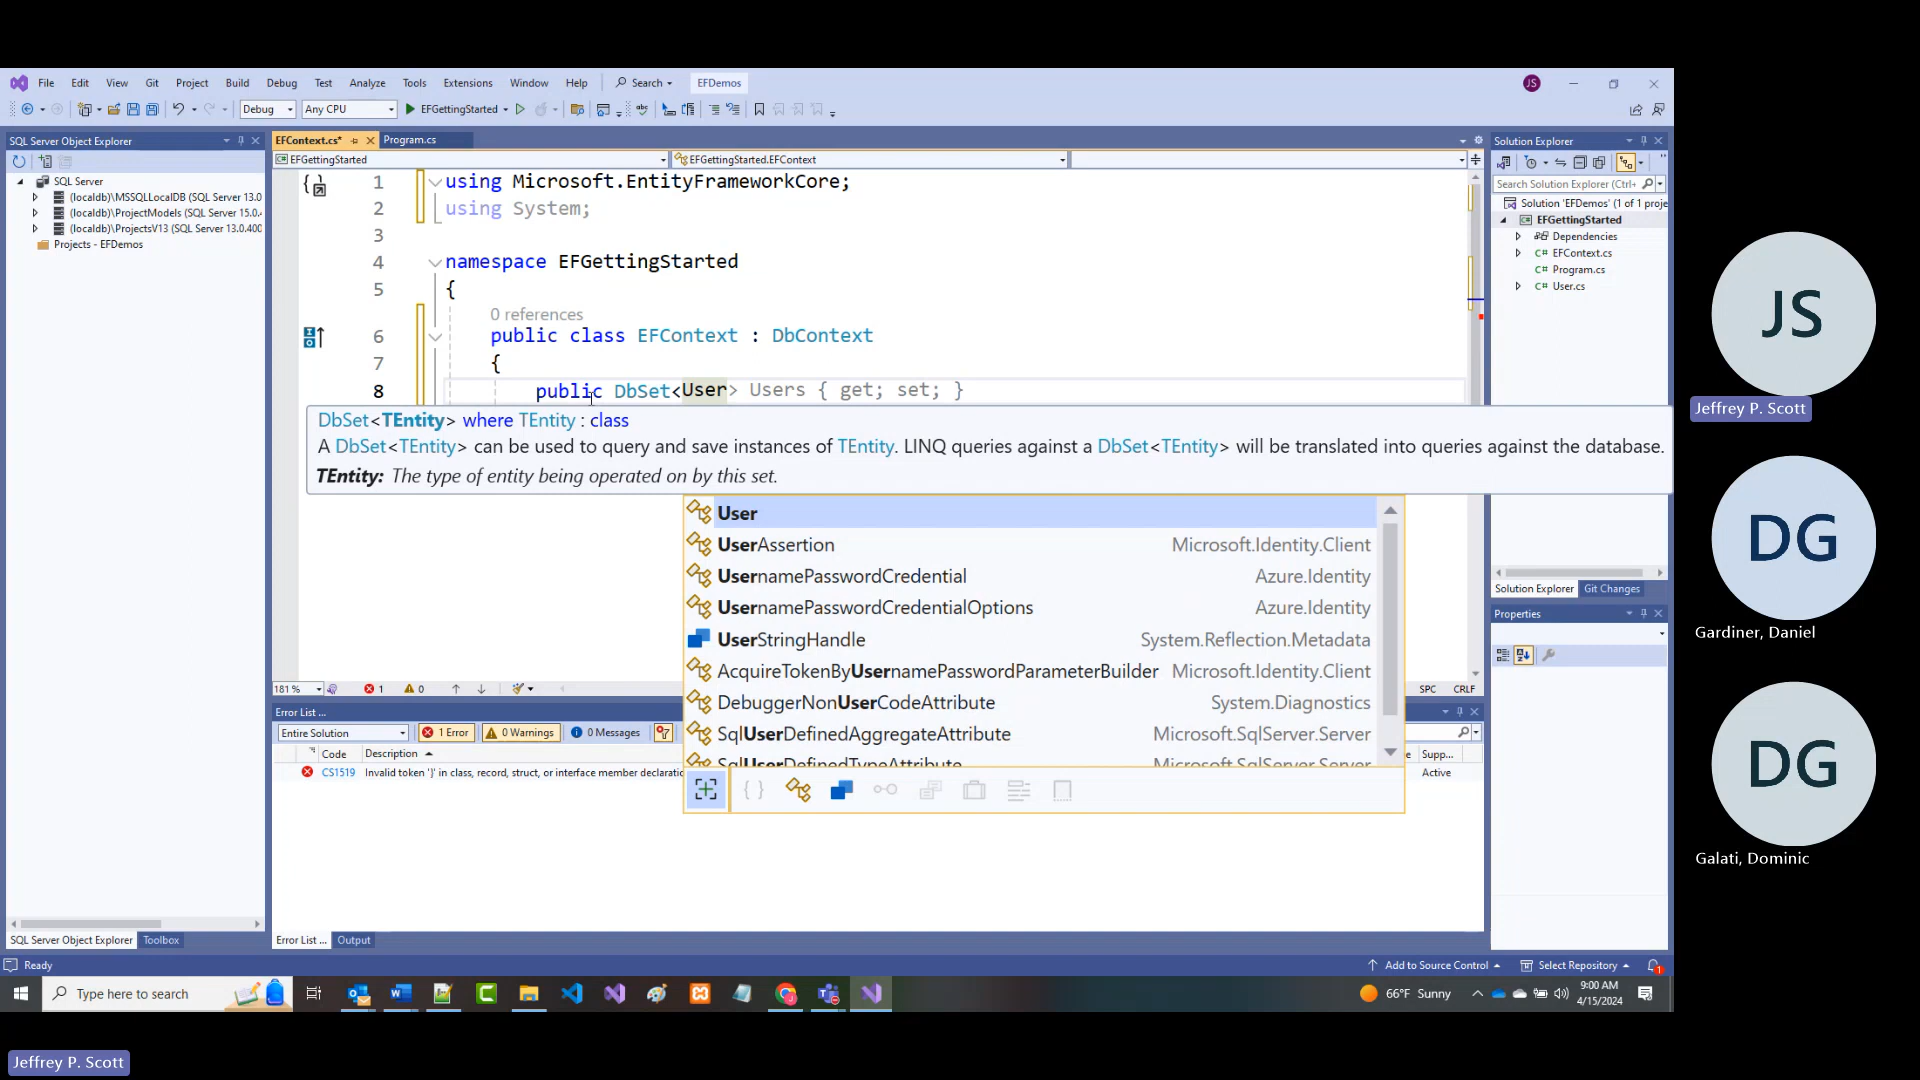 File Edit View Git Project Build Debug Test Analyze Tools Extensions Window Help Search EFDemos JS
Debug Any CPU EFGettingStarted
SQL Server Object Explorer
SQL Server
(localdb)\MSSQLLocalDB (SQL Server 13.0
(localdb)\ProjectModels (SQL Server 15.0.
(localdb)\ProjectsV13 (SQL Server 13.0.400
Projects - EFDemos
EFContext.cs* Program.cs
EFGettingStarted EFGettingStarted.EFContext
1 using Microsoft.EntityFrameworkCore;
2 using System;
3
4 namespace EFGettingStarted
5 {
0 references
6 public class EFContext : DbContext
7 {
8 public DbSet<User> Users { get; set; }
DbSet<TEntity> where TEntity : class
A DbSet<TEntity> can be used to query and save instances of TEntity. LINQ queries against a DbSet<TEntity> will be translated into queries against the database.
TEntity: The type of entity being operated on by this set.
User
UserAssertion Microsoft.Identity.Client
UsernamePasswordCredential Azure.Identity
UsernamePasswordCredentialOptions Azure.Identity
UserStringHandle System.Reflection.Metadata
AcquireTokenByUsernamePasswordParameterBuilder Microsoft.Identity.Client
DebuggerNonUserCodeAttribute System.Diagnostics
SqlUserDefinedAggregateAttribute Microsoft.SqlServer.Server
SqlUserDefinedTypeAttribute Microsoft.SqlServer.Server
181 % 1 0 SPC CRLF
Error List ...
Entire Solution 1 Error 0 Warnings 0 Messages
Code Description Supp...
CS1519 Invalid token '}' in class, record, struct, or interface member declaratio Active
Error List ... Output
SQL Server Object Explorer Toolbox
Solution Explorer
Search Solution Explorer (Ctrl+
Solution 'EFDemos' (1 of 1 proje
EFGettingStarted
Dependencies
C# EFContext.cs
C# Program.cs
C# User.cs
Solution Explorer Git Changes
Properties
Ready Add to Source Control Select Repository 1
Type here to search 66°F Sunny 9:00 AM
4/15/2024
JS
Jeffrey P. Scott
DG
Gardiner, Daniel
DG
Galati, Dominic
Jeffrey P. Scott